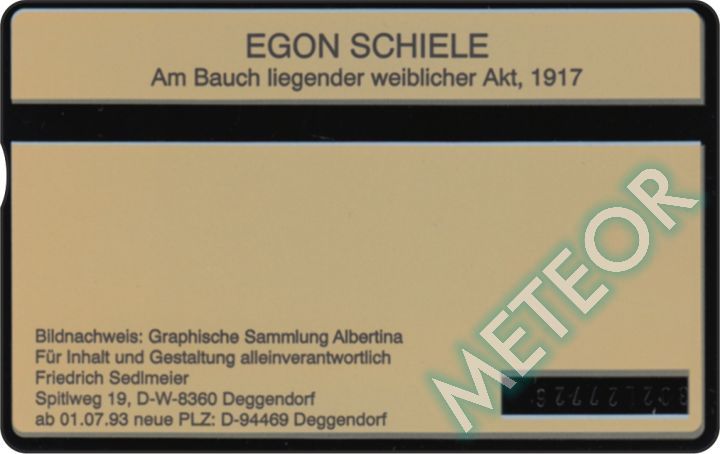 EGON SCHIELE
Am Bauch liegender weiblicher Akt, 1917
METEOR
Bildnachweis: Graphische Sammlung Albertina
Für Inhalt und Gestaltung alleinverantwortlich
Friedrich Sedlmeier
Spitlweg 19, D-W-8360 Deggendorf
ab 01.07.93 neue PLZ: D-94469 Deggendorf